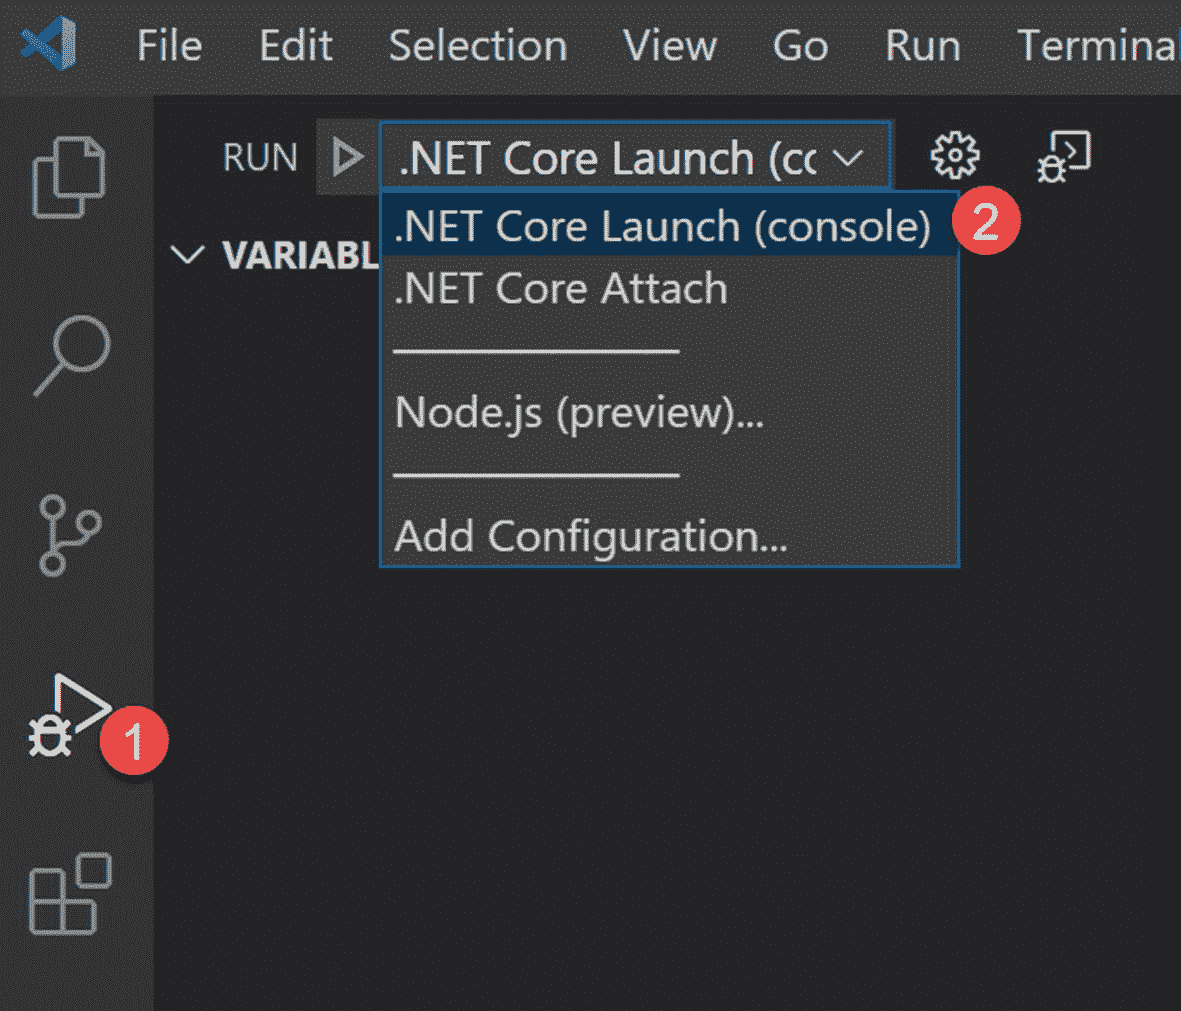 File Edit Selection View Go Run Termina
RUN .NET Core Launch (cc
.NET Core Launch (console) 2
VARIABL
.NET Core Attach
Node.js (preview)...
Add Configuration...
1